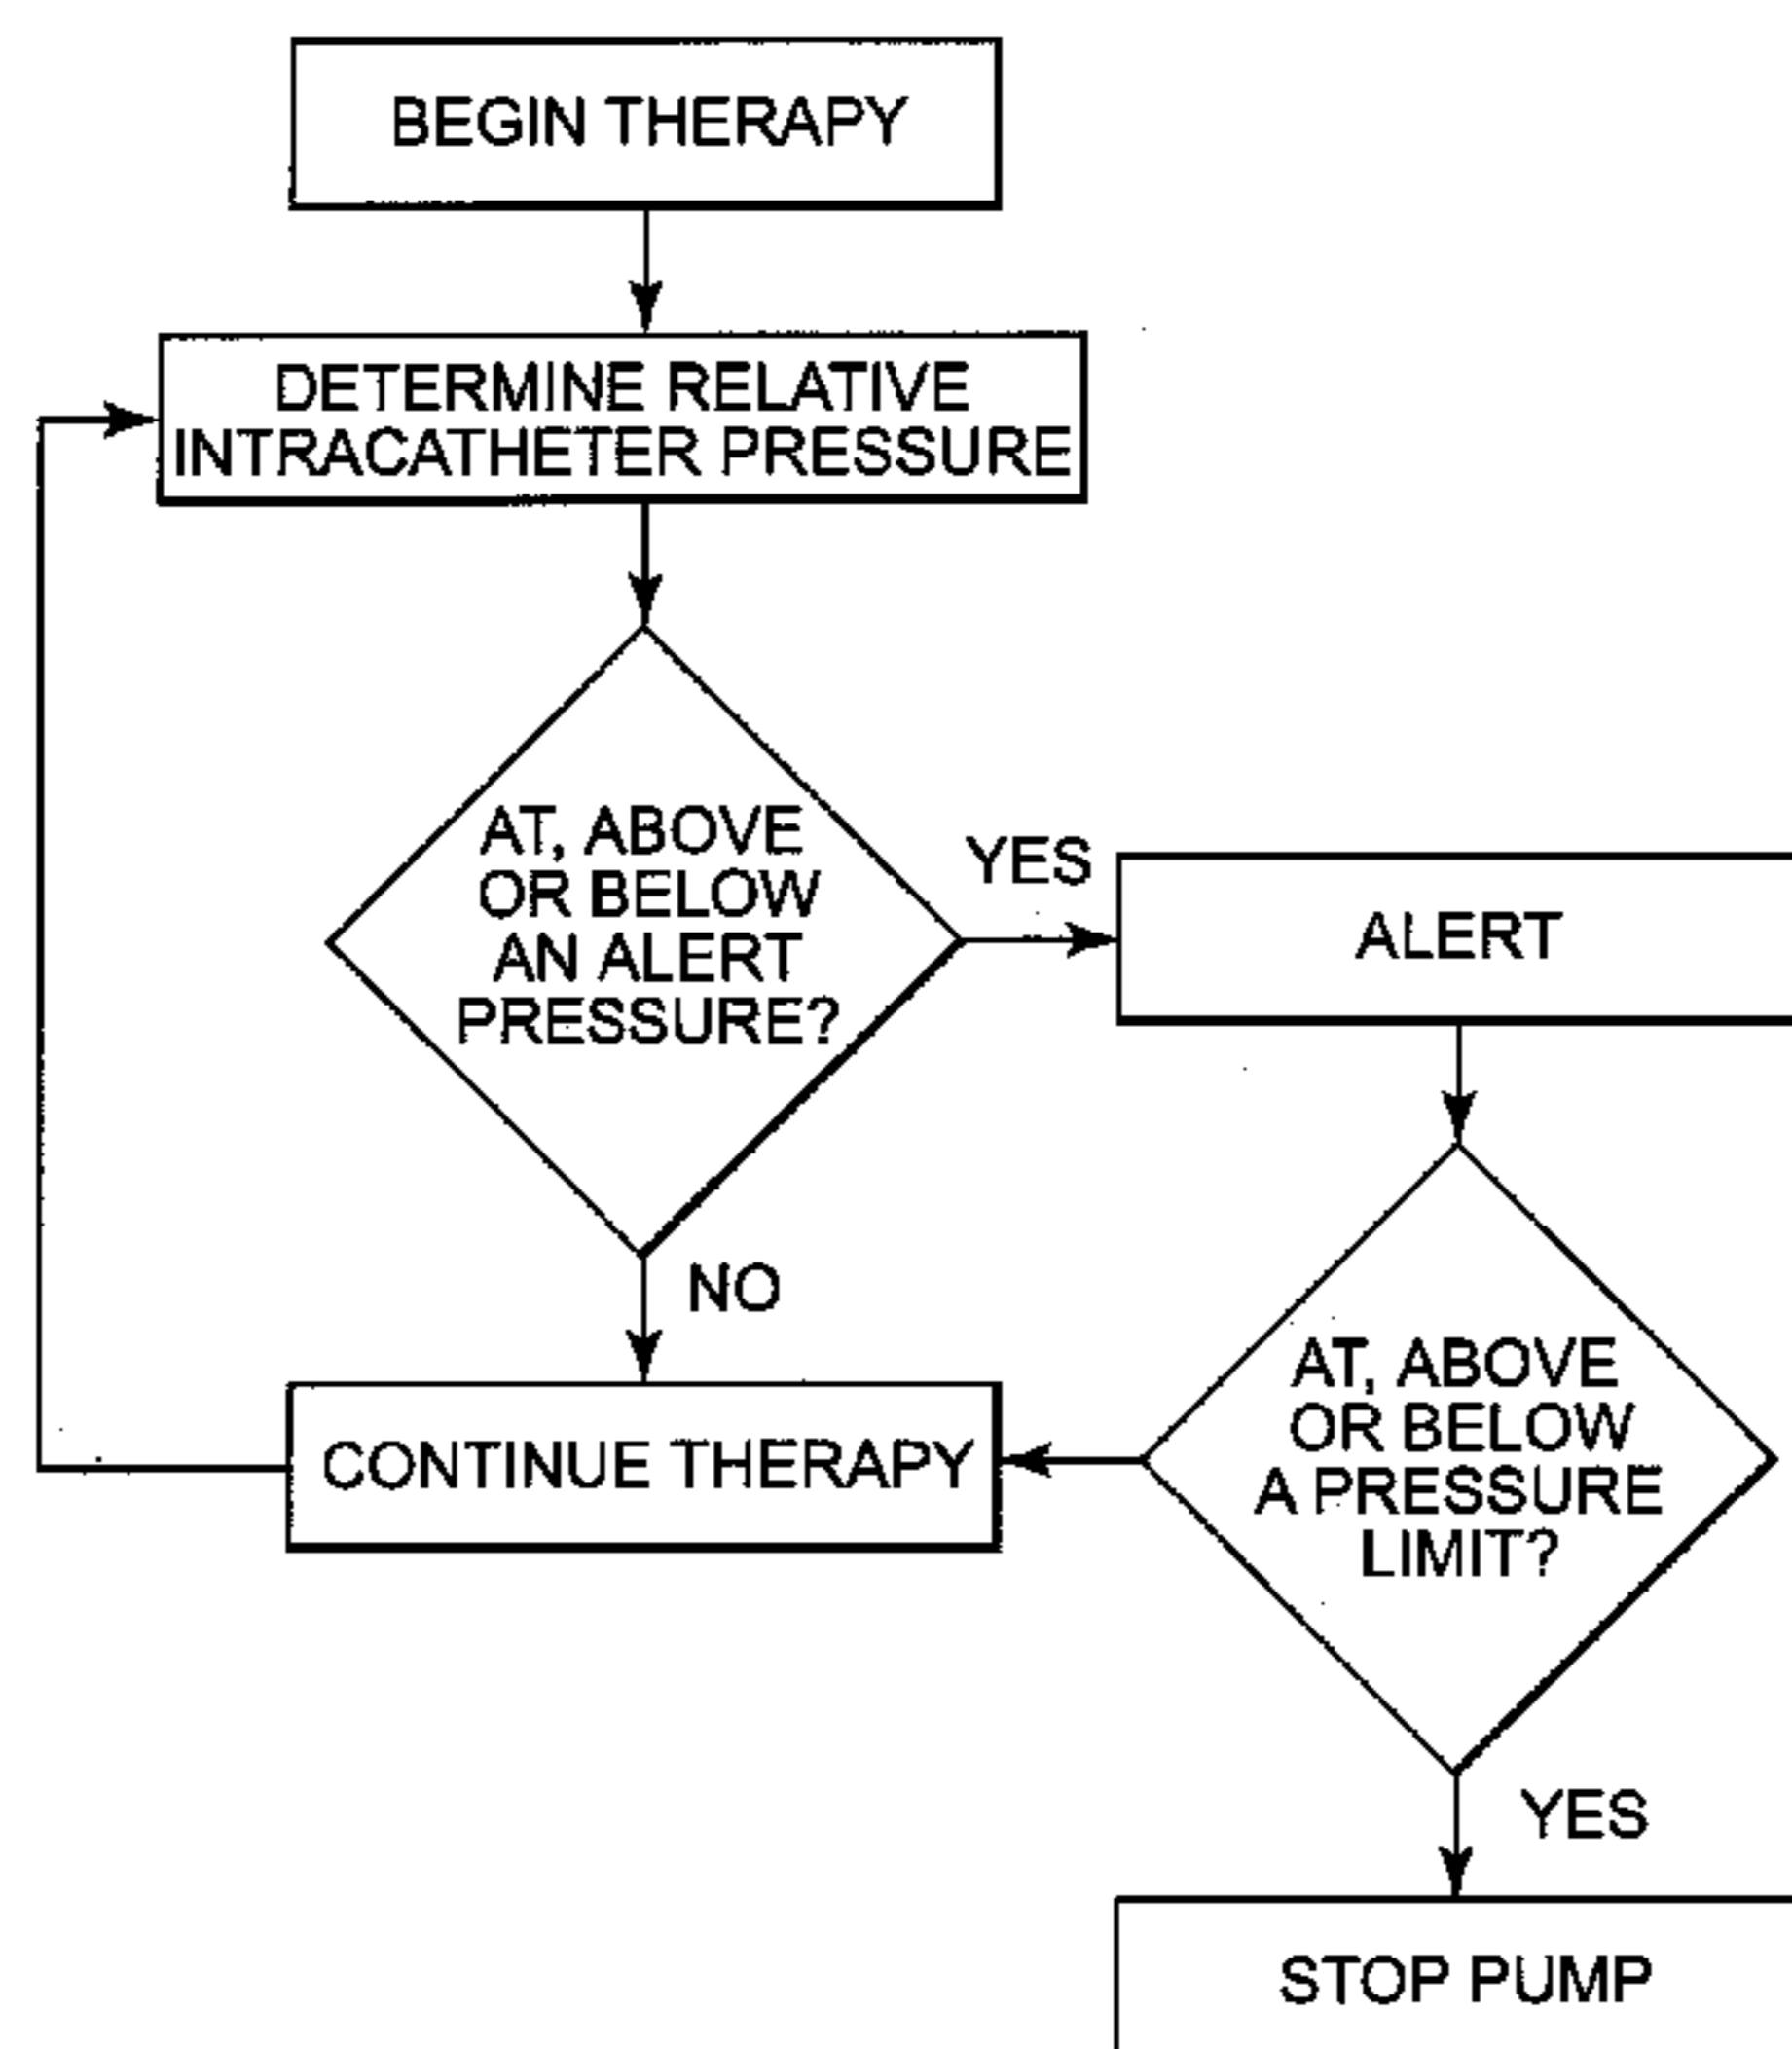 BEGIN THERAPY
DETERMINE RELATIVE
INTRACATHETER PRESSURE
AT, ABOVE
OR BELOW
AN ALERT
PRESSURE?
YES
ALERT
NO
CONTINUE THERAPY
AT, ABOVE
OR BELOW
A PRESSURE
LIMIT?
YES
STOP PUMP